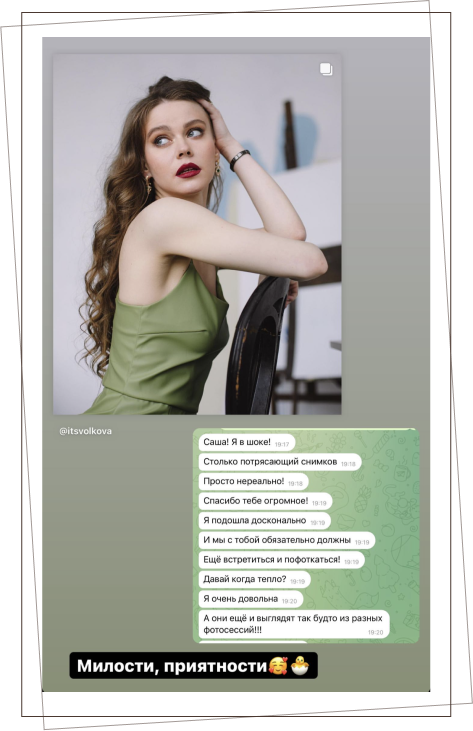 @itsvolkova
Саша! Я в шоке! 19:17
Столько потрясающий снимков 19:18
Просто нереально! 19:18
Спасибо тебе огромное! 19:19
Я подошла досконально 19:19
И мы с тобой обязательно должны 19:19
Ещё встретиться и пофоткаться! 19:19
Давай когда тепло? 19:19
Я очень довольна 19:20
А они ещё и выглядят так будто из разных
фотосессий!!! 19:20
Милости, приятности🥰🐣